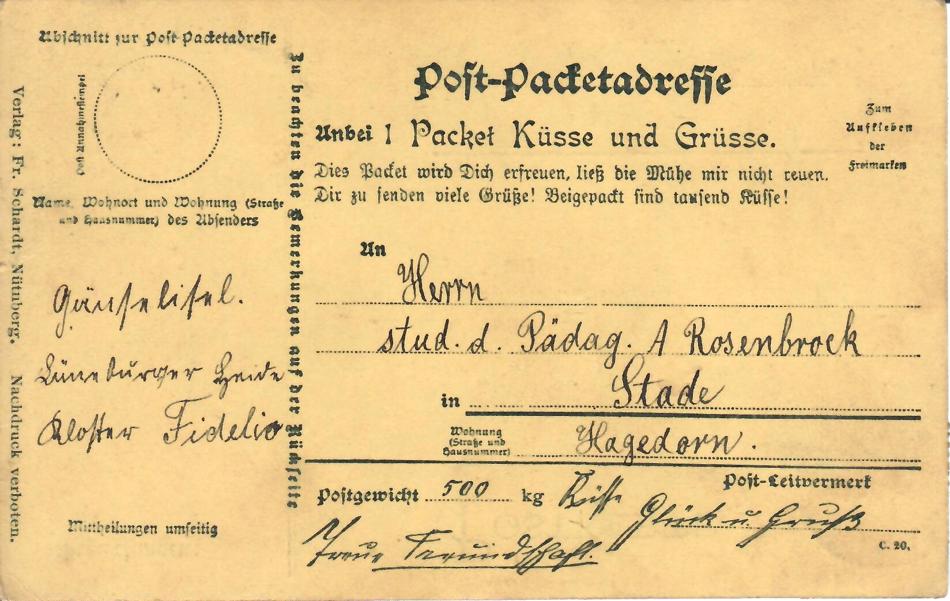 Abschnitt zur Post-Packetadresse
Post Annahmestempel
Name, Wohnort und Wohnung (Straße
und Hausnummer) des Absenders
Gänseliesel.
Lüneburger Heide
Kloster Fidelio
Mittheilungen umseitig
Verlag: Fr. Schardt, Nürnberg. Nachdruck verboten.
Zu beachten die Bemerkungen auf der Rückseite
Post-Packetadresse
Zum
Aufkleben
der
Freimarken
Anbei 1 Packet Küsse und Grüsse.
Dies Packet wird Dich erfreuen, ließ die Mühe mir nicht reuen,
Dir zu senden viele Grüße! Beigepackt sind tausend Küsse!
An
Herrn
stud. d. Pädag. A Rosenbrock
in Stade
Wohnung
(Straße und
Hausnummer)
Hagedorn.
Postgewicht 500 kg Küsse
Post-Leitvermerk
Glück u. Gruß
Treue Freundschaft.
C. 20.